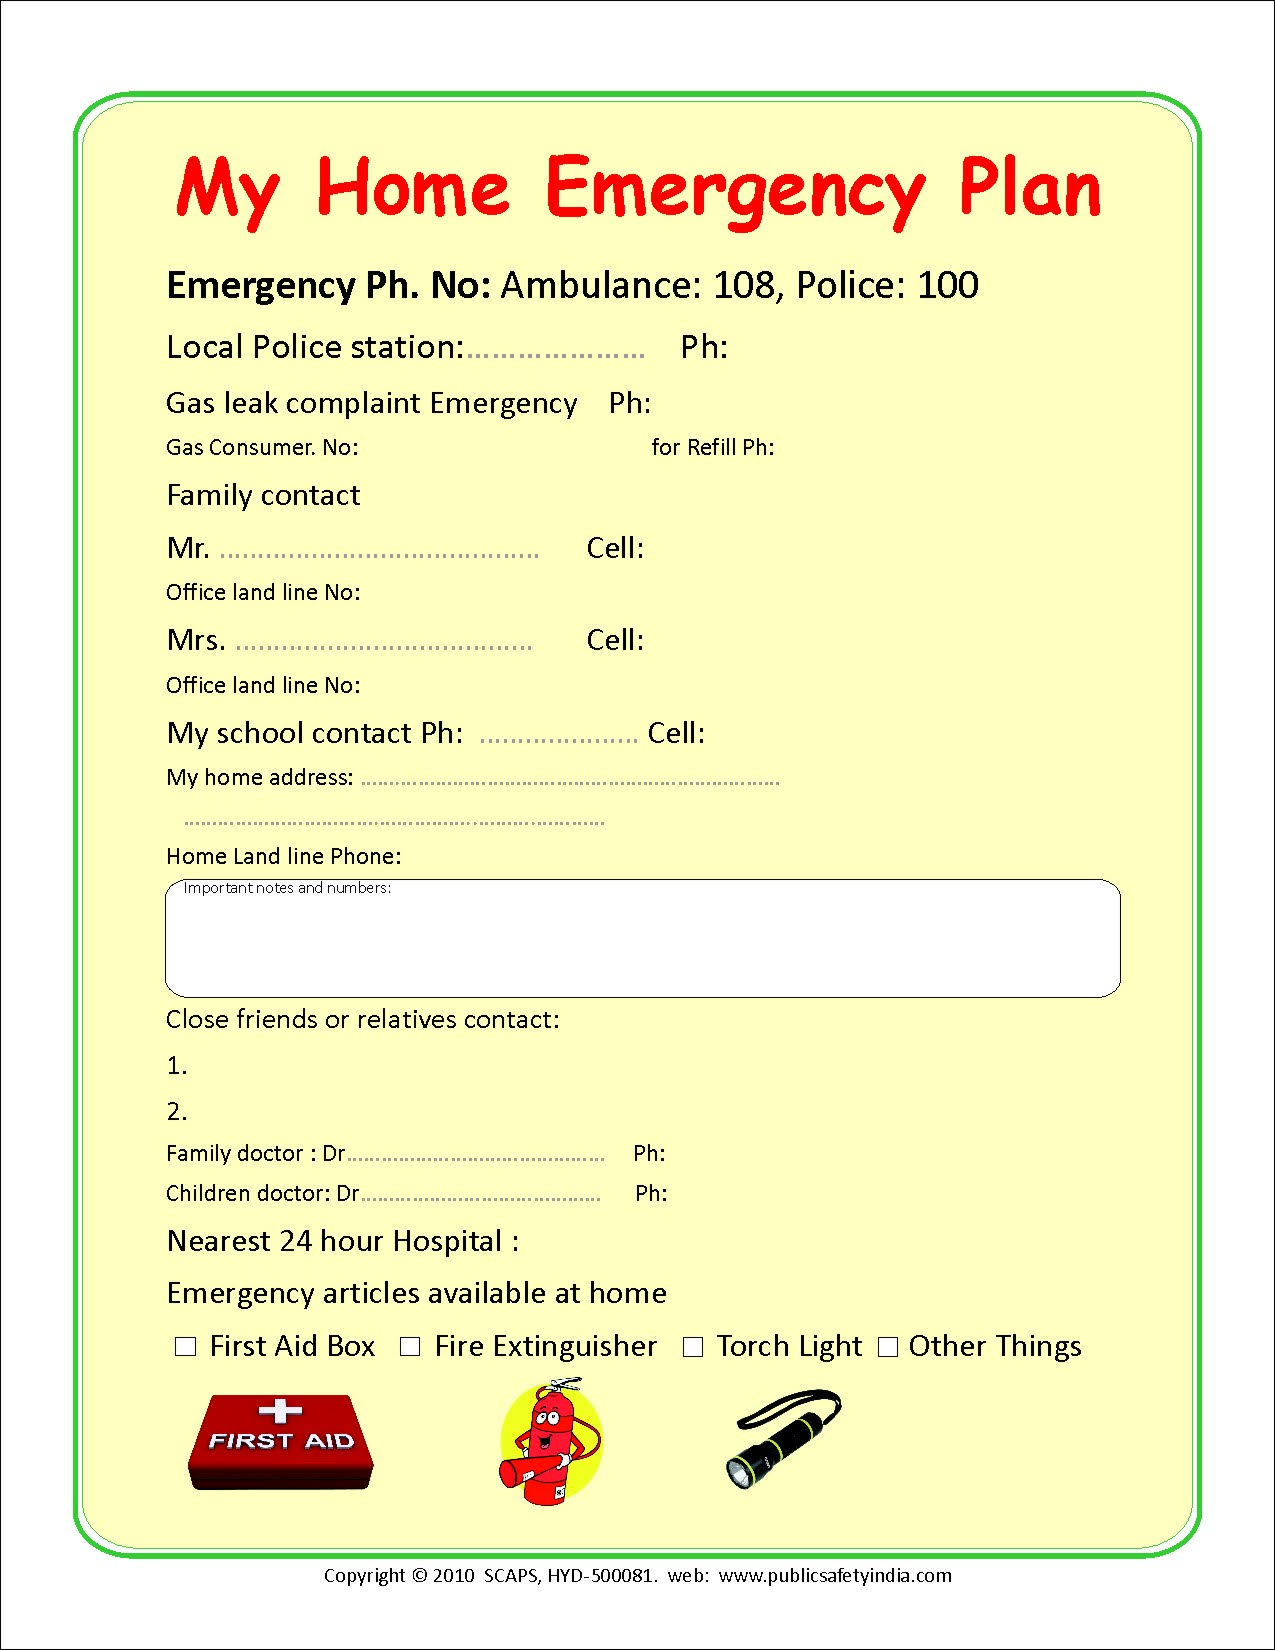 My Home Emergency Plan
Emergency Ph. No: Ambulance: 108, Police: 100
Local Police station:..................... Ph:
Gas leak complaint Emergency Ph:
Gas Consumer. No: for Refill Ph:
Family contact
Mr. .......................................... Cell:
Office land line No:
Mrs. ....................................... Cell:
Office land line No:
My school contact Ph: ..................... Cell:
My home address: .........................................................................
.........................................................................
Home Land line Phone:
Important notes and numbers:
Close friends or relatives contact:
1.
2.
Family doctor : Dr............................................. Ph:
Children doctor: Dr.......................................... Ph:
Nearest 24 hour Hospital :
Emergency articles available at home
☐ First Aid Box ☐ Fire Extinguisher ☐ Torch Light ☐ Other Things
FIRST AID
Copyright © 2010 SCAPS, HYD-500081. web: www.publicsafetyindia.com